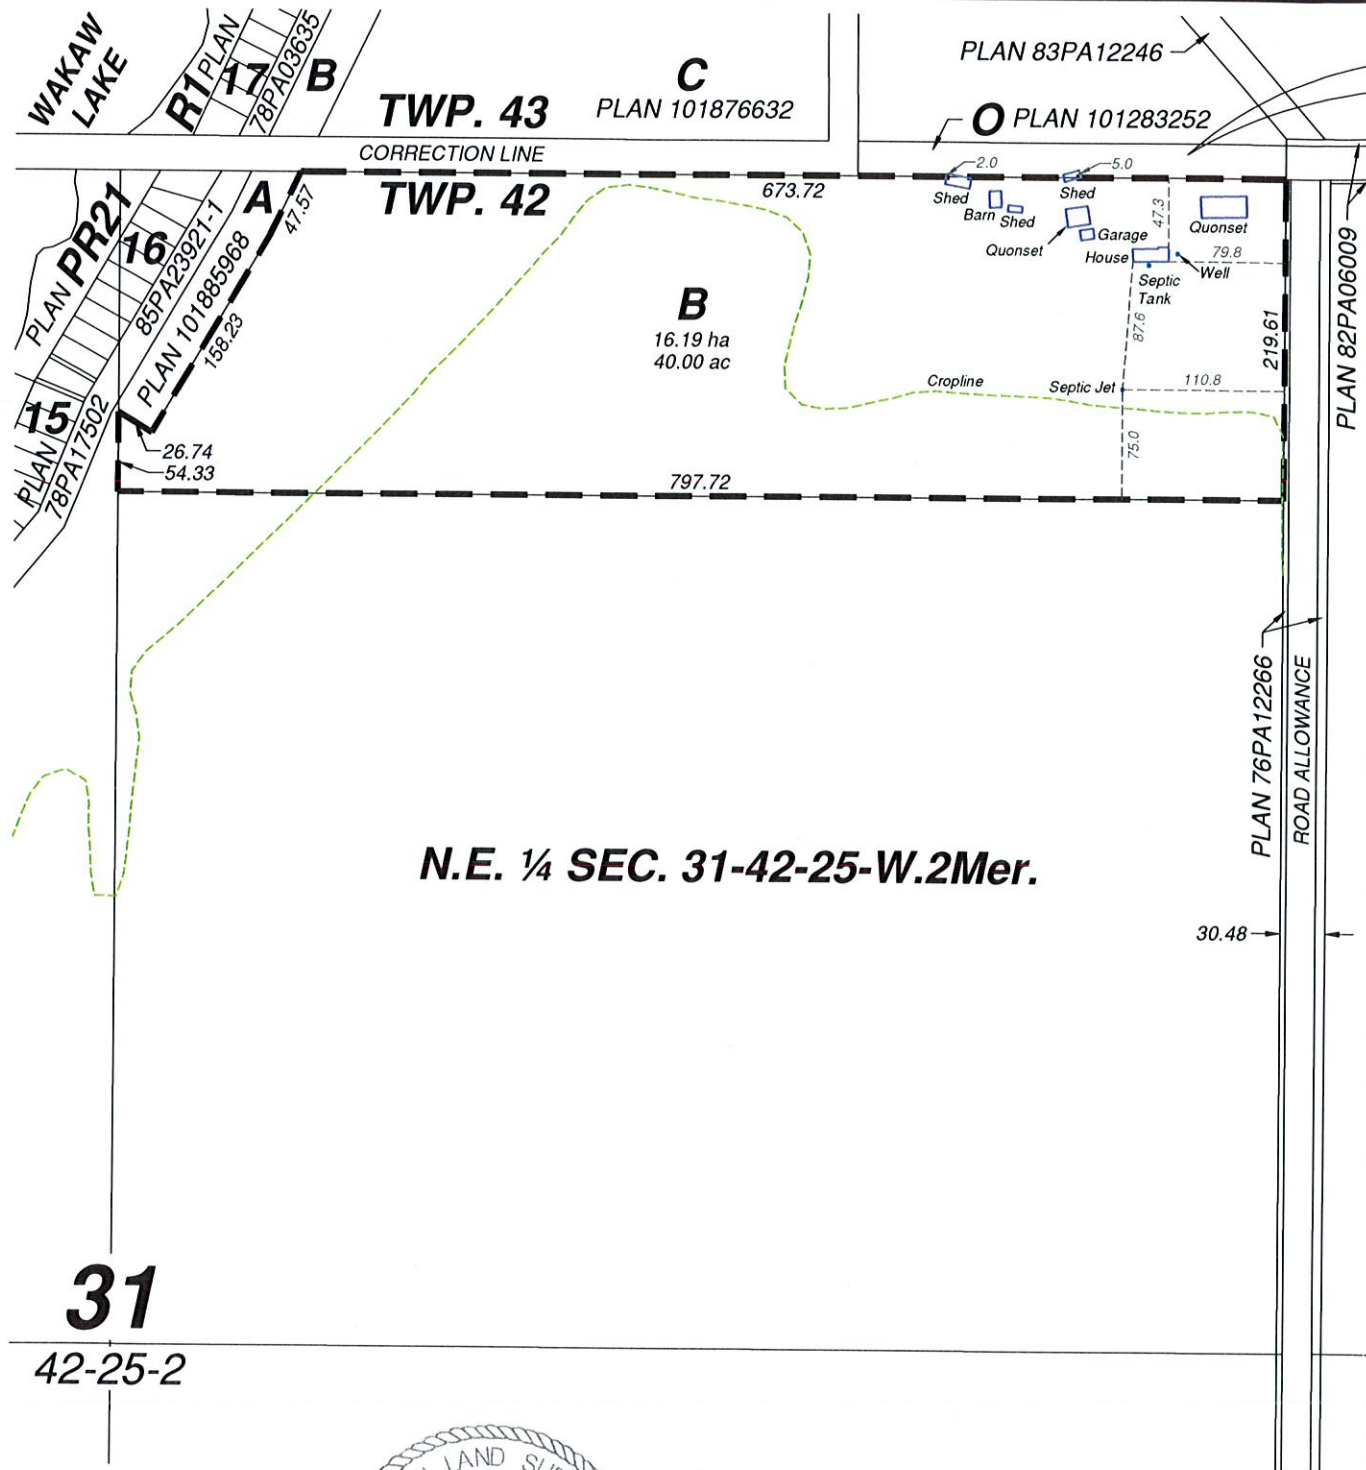 WAKAW
LAKE
R1 PLAN
17
78PA03635
B
TWP. 43
C
PLAN 101876632
PLAN 83PA12246
O PLAN 101283252
CORRECTION LINE
TWP. 42
A
47.57
673.72
2.0
5.0
Shed
Shed
Barn
Shed
Quonset
Garage
House
47.3
Quonset
79.8
Well
Septic
Tank
PLAN PR21
16
85PA23921-1
PLAN 101885968
158.23
B
16.19 ha
40.00 ac
87.6
219.61
PLAN 82PA06009
Cropline
Septic Jet
110.8
15
PLAN
78PA17502
26.74
54.33
75.0
797.72
PLAN 76PA12266
ROAD ALLOWANCE
N.E. ¼ SEC. 31-42-25-W.2Mer.
30.48
31
42-25-2
LAND